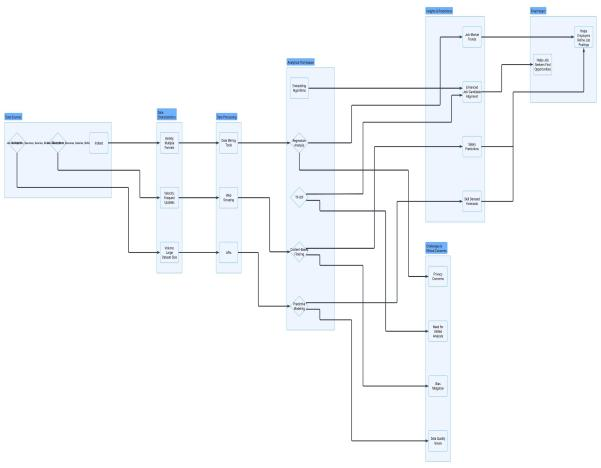 Data Sources
Indeed
Data
Characteristics
Variety:
Multiple
Formats
Velocity:
Frequent
Updates
Volume:
Large
Dataset Size
Data Processing
Data Mining
Tools
Web
Scraping
APIs
Analytical Techniques
Forecasting
Algorithms
Regression
Analysis
TF-IDF
Content-Based
Filtering
Predictive
Modeling
Insights & Predictions
Job Market
Trends
Enhanced
Job Candidate
Alignment
Salary
Predictions
Skill Demand
Forecasts
Challenges &
Ethical Concerns
Privacy
Concerns
Need for
Skilled Analysts
Bias
Mitigation
Data Quality
Issues
Helps Job
Seekers Find
Opportunities
Helps
Employers
Refine Job
Postings